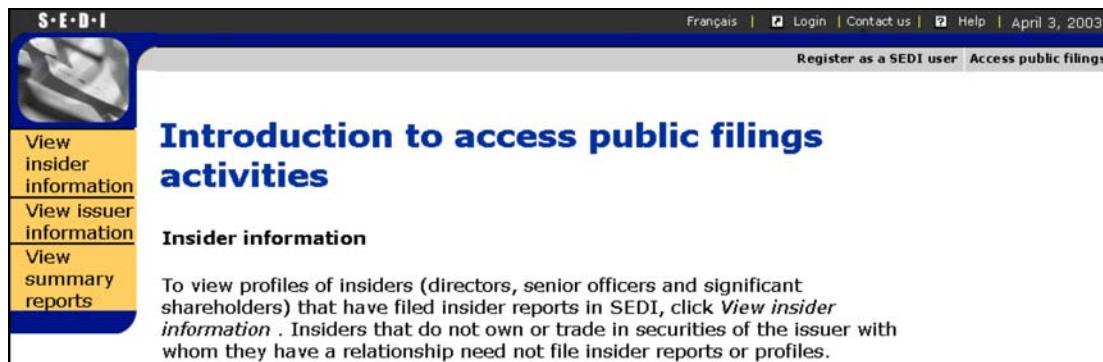 S•E•D•I
Français | Login | Contact us | Help | April 3, 2003
Register as a SEDI user Access public filings
View
insider
information
View issuer
information
View
summary
reports
Introduction to access public filings
activities
Insider information
To view profiles of insiders (directors, senior officers and significant
shareholders) that have filed insider reports in SEDI, click View insider
information . Insiders that do not own or trade in securities of the issuer with
whom they have a relationship need not file insider reports or profiles.